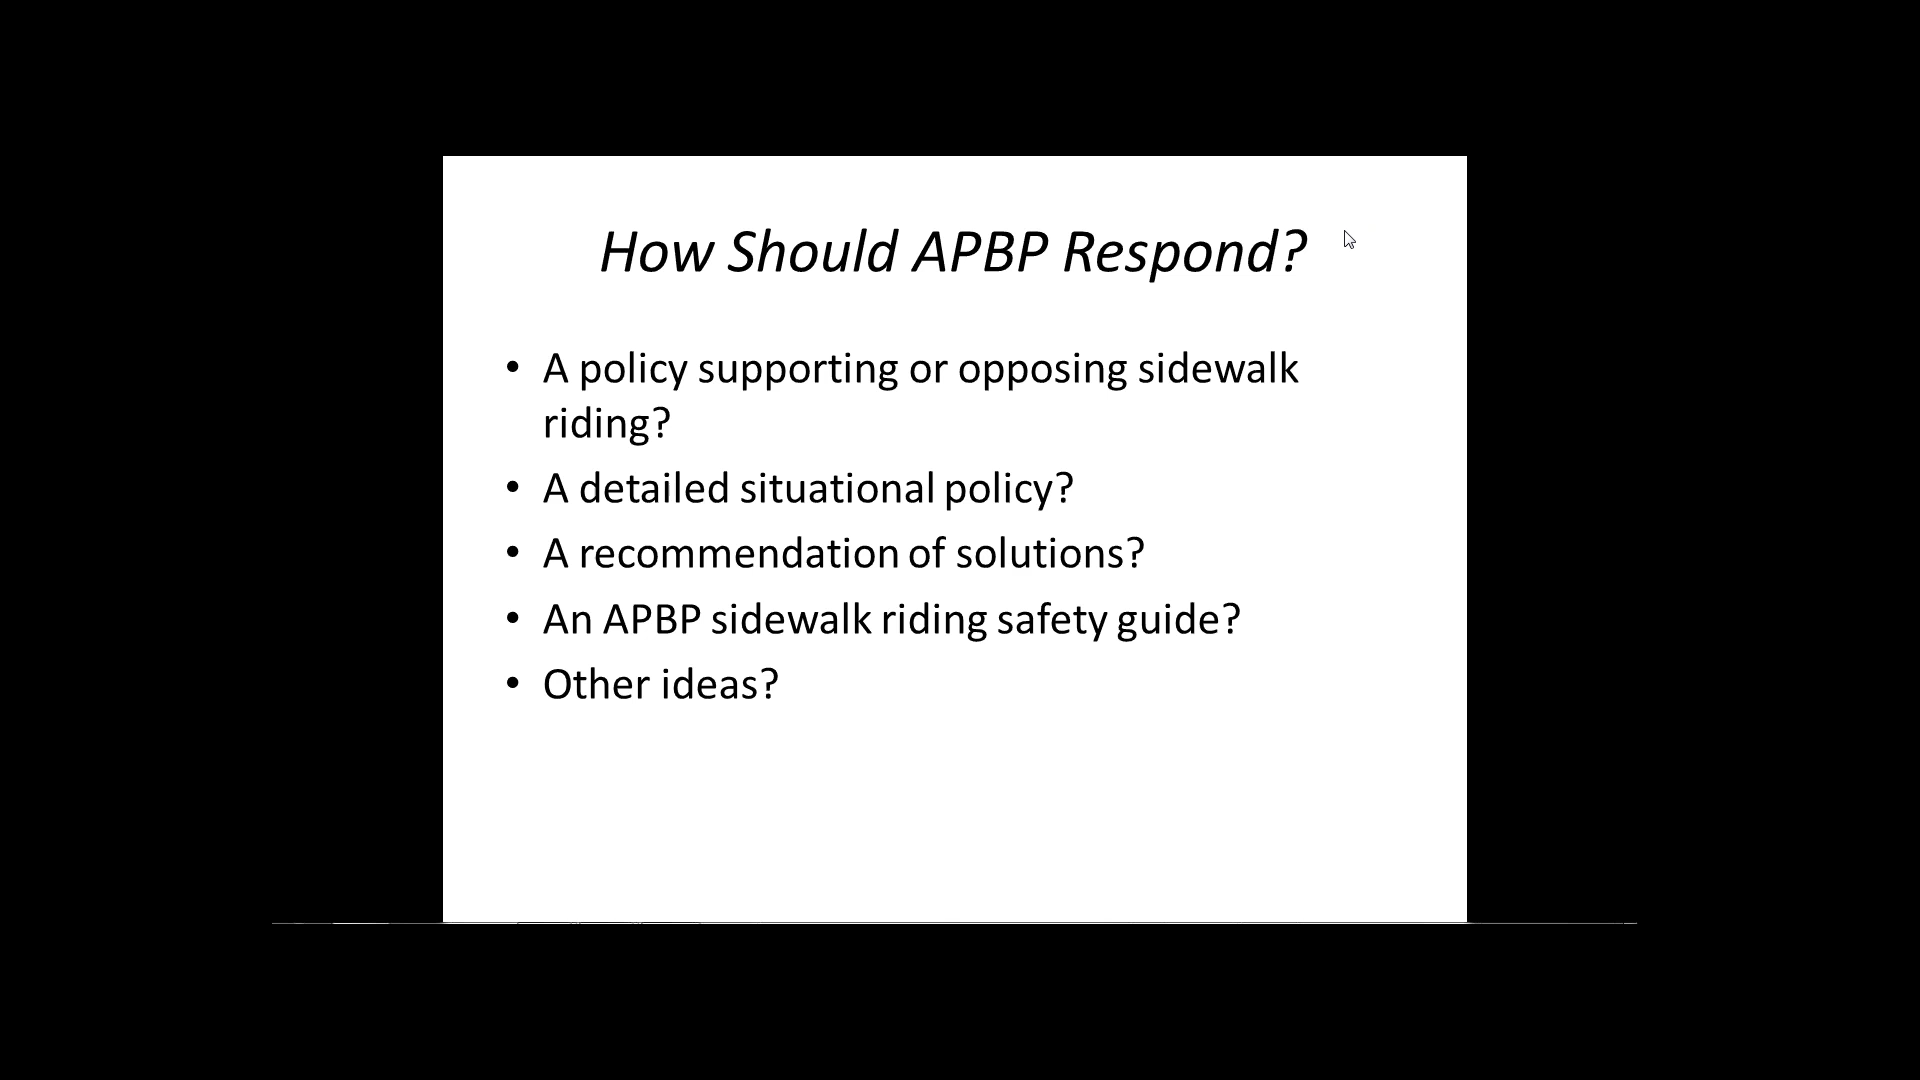 How Should APBP Respond?
• A policy supporting or opposing sidewalk
riding?
• A detailed situational policy?
• A recommendation of solutions?
• An APBP sidewalk riding safety guide?
• Other ideas?